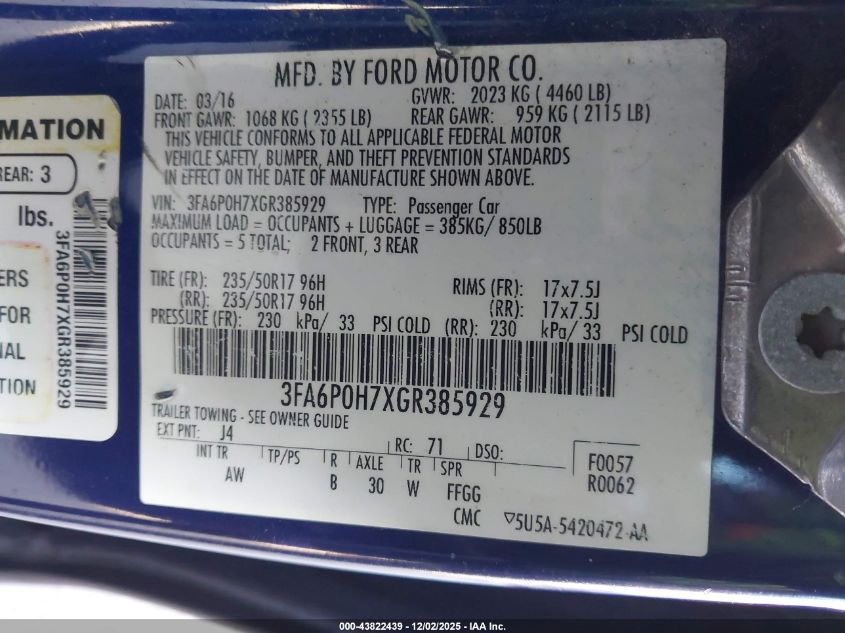 MFD. BY FORD MOTOR CO.
DATE: 03/16 GVWR: 2023 KG ( 4460 LB)
FRONT GAWR: 1068 KG ( 2355 LB) REAR GAWR: 959 KG ( 2115 LB)
THIS VEHICLE CONFORMS TO ALL APPLICABLE FEDERAL MOTOR
VEHICLE SAFETY, BUMPER, AND THEFT PREVENTION STANDARDS
IN EFFECT ON THE DATE OF MANUFACTURE SHOWN ABOVE.
VIN: 3FA6P0H7XGR385929 TYPE: Passenger Car
MAXIMUM LOAD = OCCUPANTS + LUGGAGE = 385KG/ 850LB
OCCUPANTS = 5 TOTAL; 2 FRONT, 3 REAR
TIRE (FR): 235/50R17 96H RIMS (FR): 17x7.5J
(RR): 235/50R17 96H (RR): 17x7.5J
PRESSURE (FR): 230 kPa/ 33 PSI COLD (RR): 230 kPa/ 33 PSI COLD
3FA6P0H7XGR385929
TRAILER TOWING - SEE OWNER GUIDE
EXT PNT: J4 RC: 71 DSO:
INT TR TP/PS R AXLE TR SPR F0057
AW B 30 W FFGG R0062
CMC ▽5U5A-5420472-AA
RMATION
REAR: 3
lbs.
3FA6P0H7XGR385929
ERS
FOR
NAL
000-43822439 - 12/02/2025 - IAA Inc.